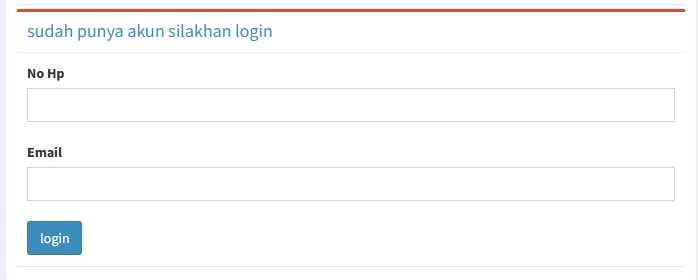 sudah punya akun silakhan login
No Hp
Email
login